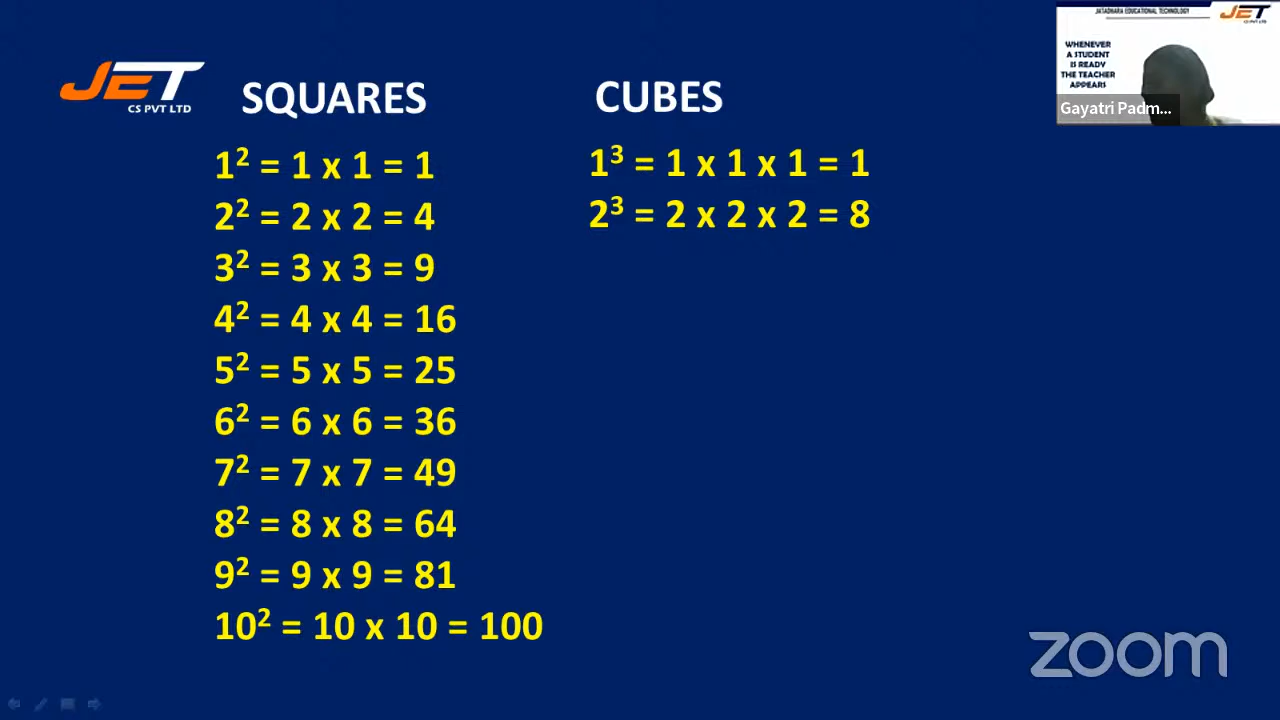 JET
CS PVT LTD
SQUARES
1² = 1 x 1 = 1
2² = 2 x 2 = 4
3² = 3 x 3 = 9
4² = 4 x 4 = 16
5² = 5 x 5 = 25
6² = 6 x 6 = 36
7² = 7 x 7 = 49
8² = 8 x 8 = 64
9² = 9 x 9 = 81
10² = 10 x 10 = 100
CUBES
1³ = 1 x 1 x 1 = 1
2³ = 2 x 2 x 2 = 8
JATADHARA EDUCATIONAL TECHNOLOGY
JET
CS PVT LTD
WHENEVER
A STUDENT
IS READY
THE TEACHER
APPEARS
Gayatri Padm...
zoom